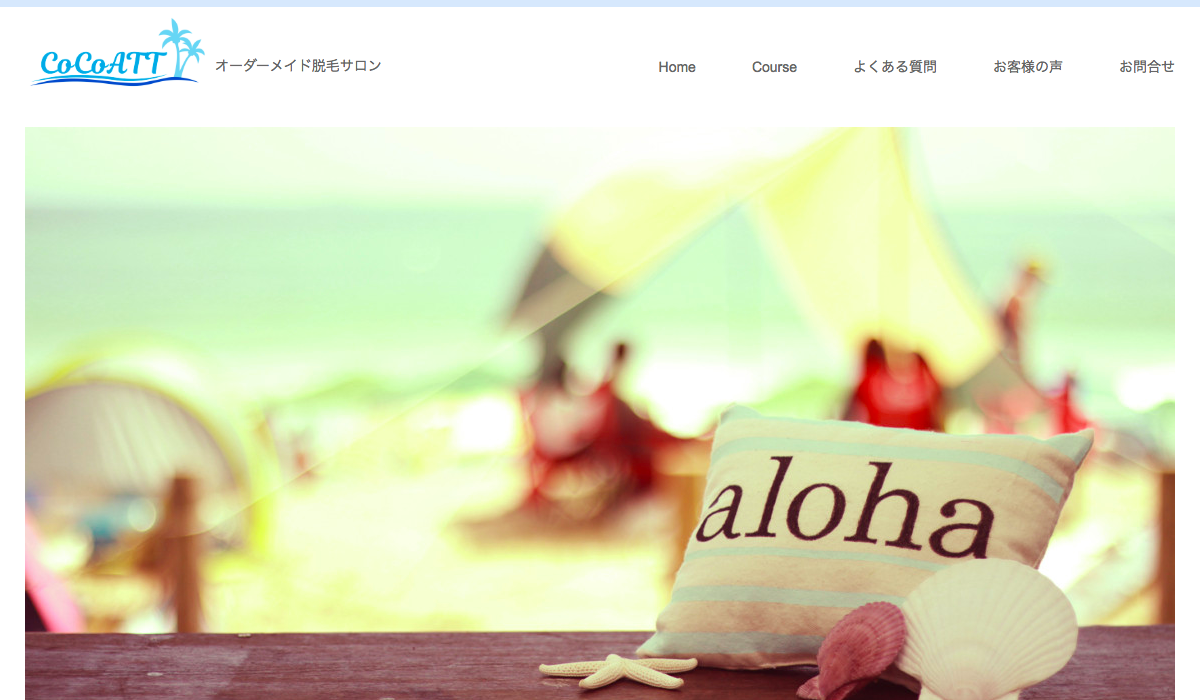 CoCoATT
オーダーメイド脱毛サロン
Home
Course
よくある質問
お客様の声
お問合せ
aloha